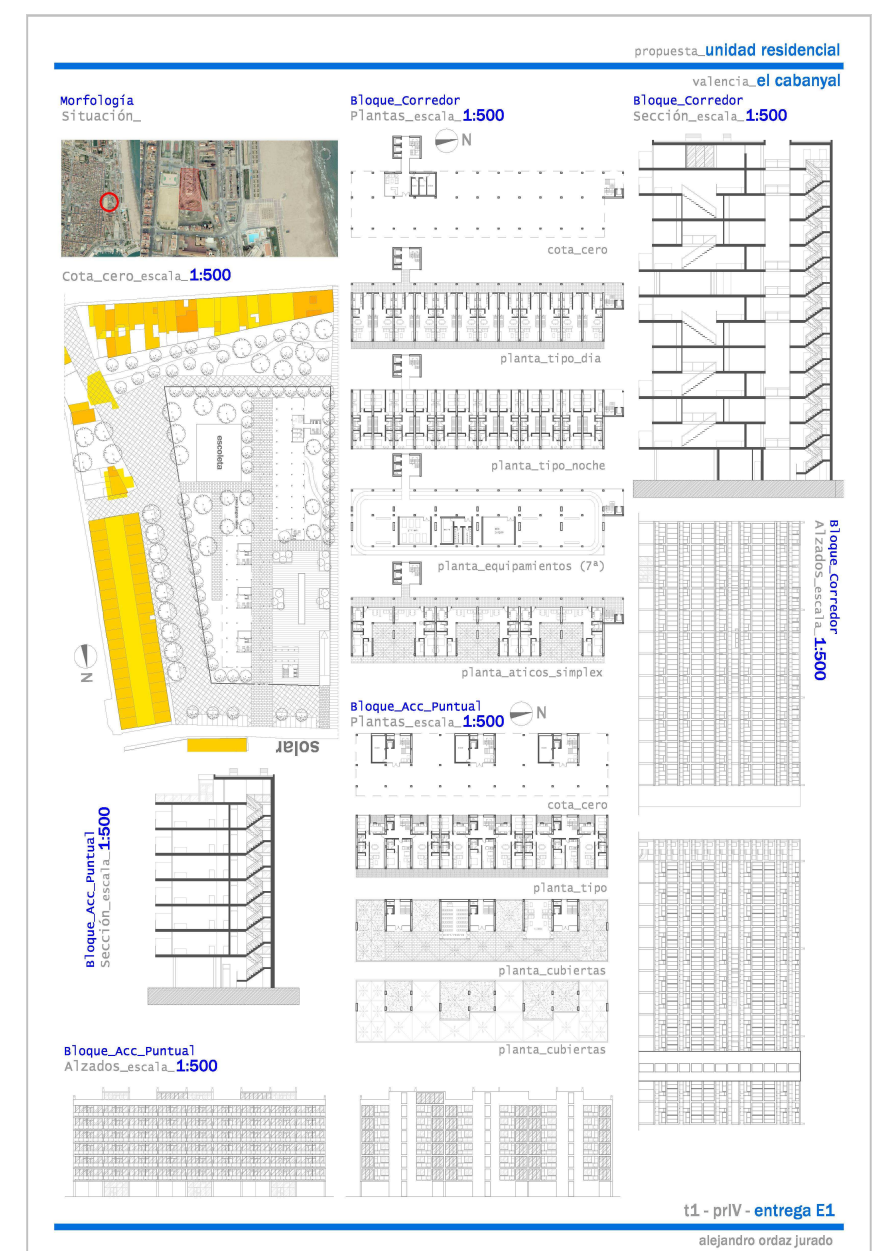 propuesta_unidad residencial
valencia_el cabanyal
Morfología
Situación_
Cota_cero_escala_1:500
escoleta
N
solar
Bloque_Acc_Puntual
Sección_escala_1:500
Bloque_Acc_Puntual
Alzados_escala_1:500
Bloque_Corredor
Plantas_escala_1:500
N
cota_cero
planta_tipo_dia
planta_tipo_noche
planta_equipamientos (7ª)
planta_aticos_simplex
Bloque_Acc_Puntual
Plantas_escala_1:500
N
cota_cero
planta_tipo
planta_cubiertas
planta_cubiertas
Bloque_Corredor
Sección_escala_1:500
Bloque_Corredor
Alzados_escala_1:500
t1 - prIV - entrega E1
alejandro ordaz jurado